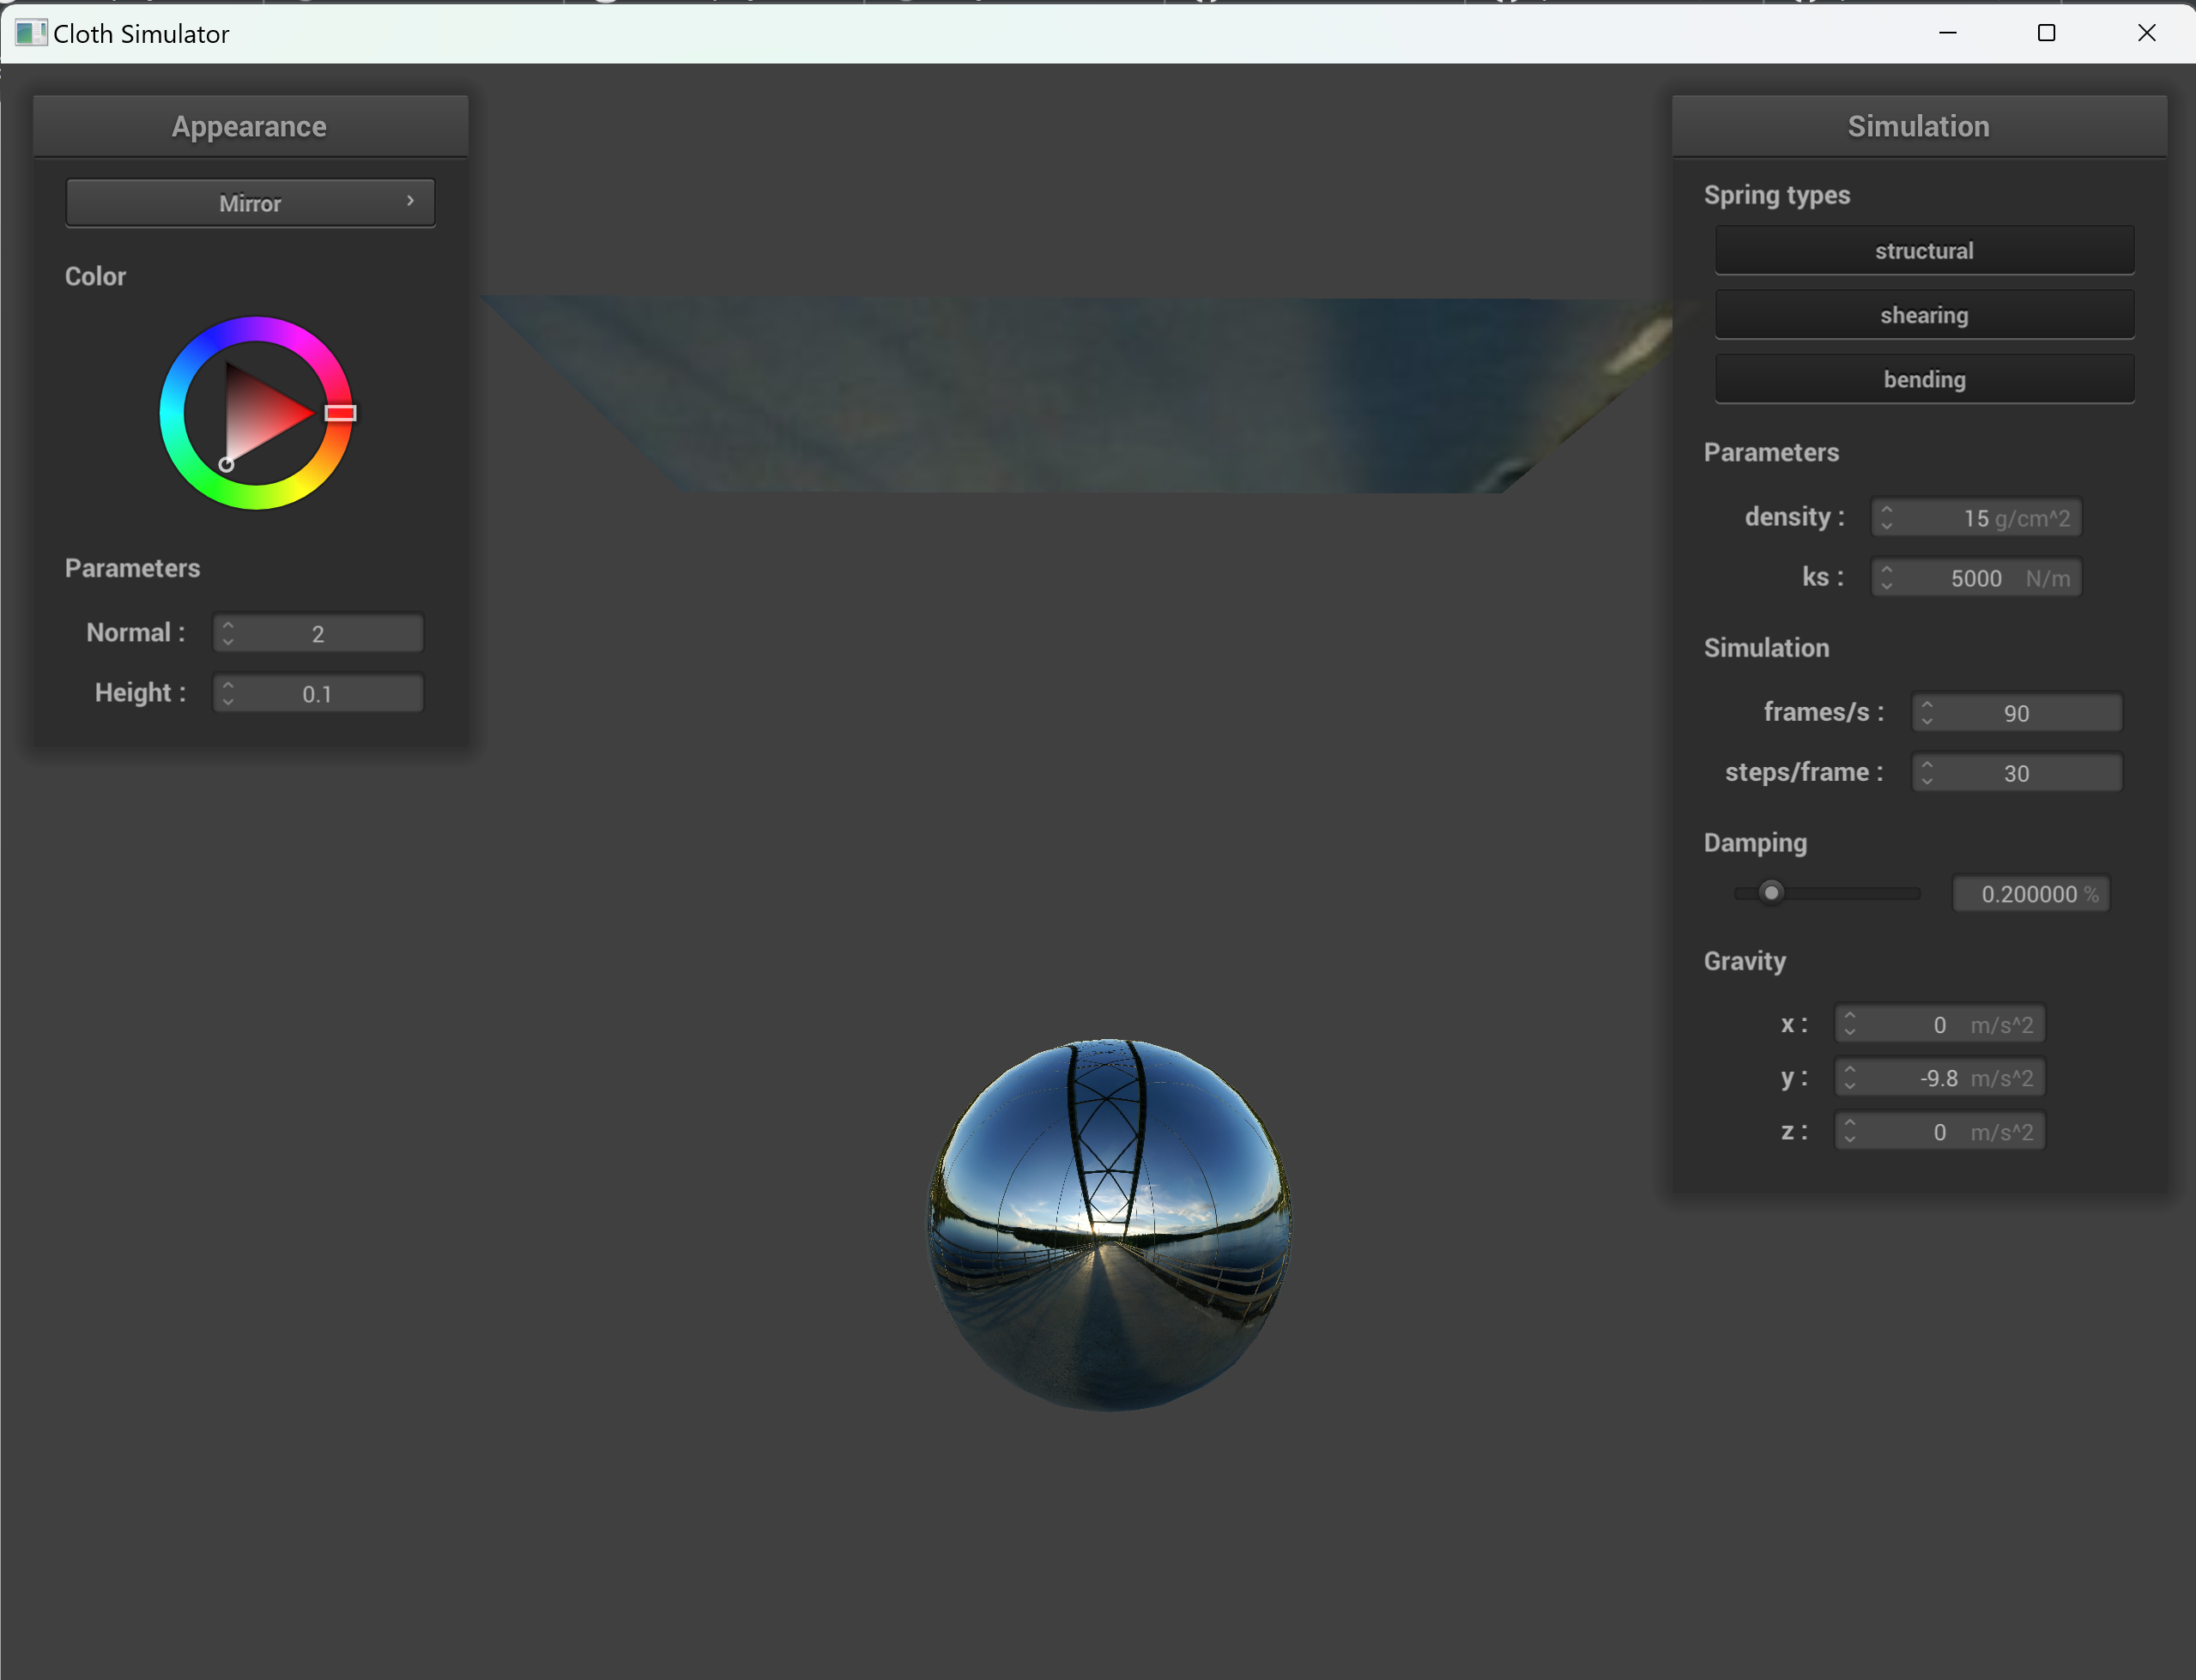 Cloth Simulator
Appearance
Mirror
Color
Parameters
Normal : 2
Height : 0.1
Simulation
Spring types
structural
shearing
bending
Parameters
density : 15 g/cm^2
ks : 5000 N/m
Simulation
frames/s : 90
steps/frame : 30
Damping
0.200000 %
Gravity
x : 0 m/s^2
y : -9.8 m/s^2
z : 0 m/s^2